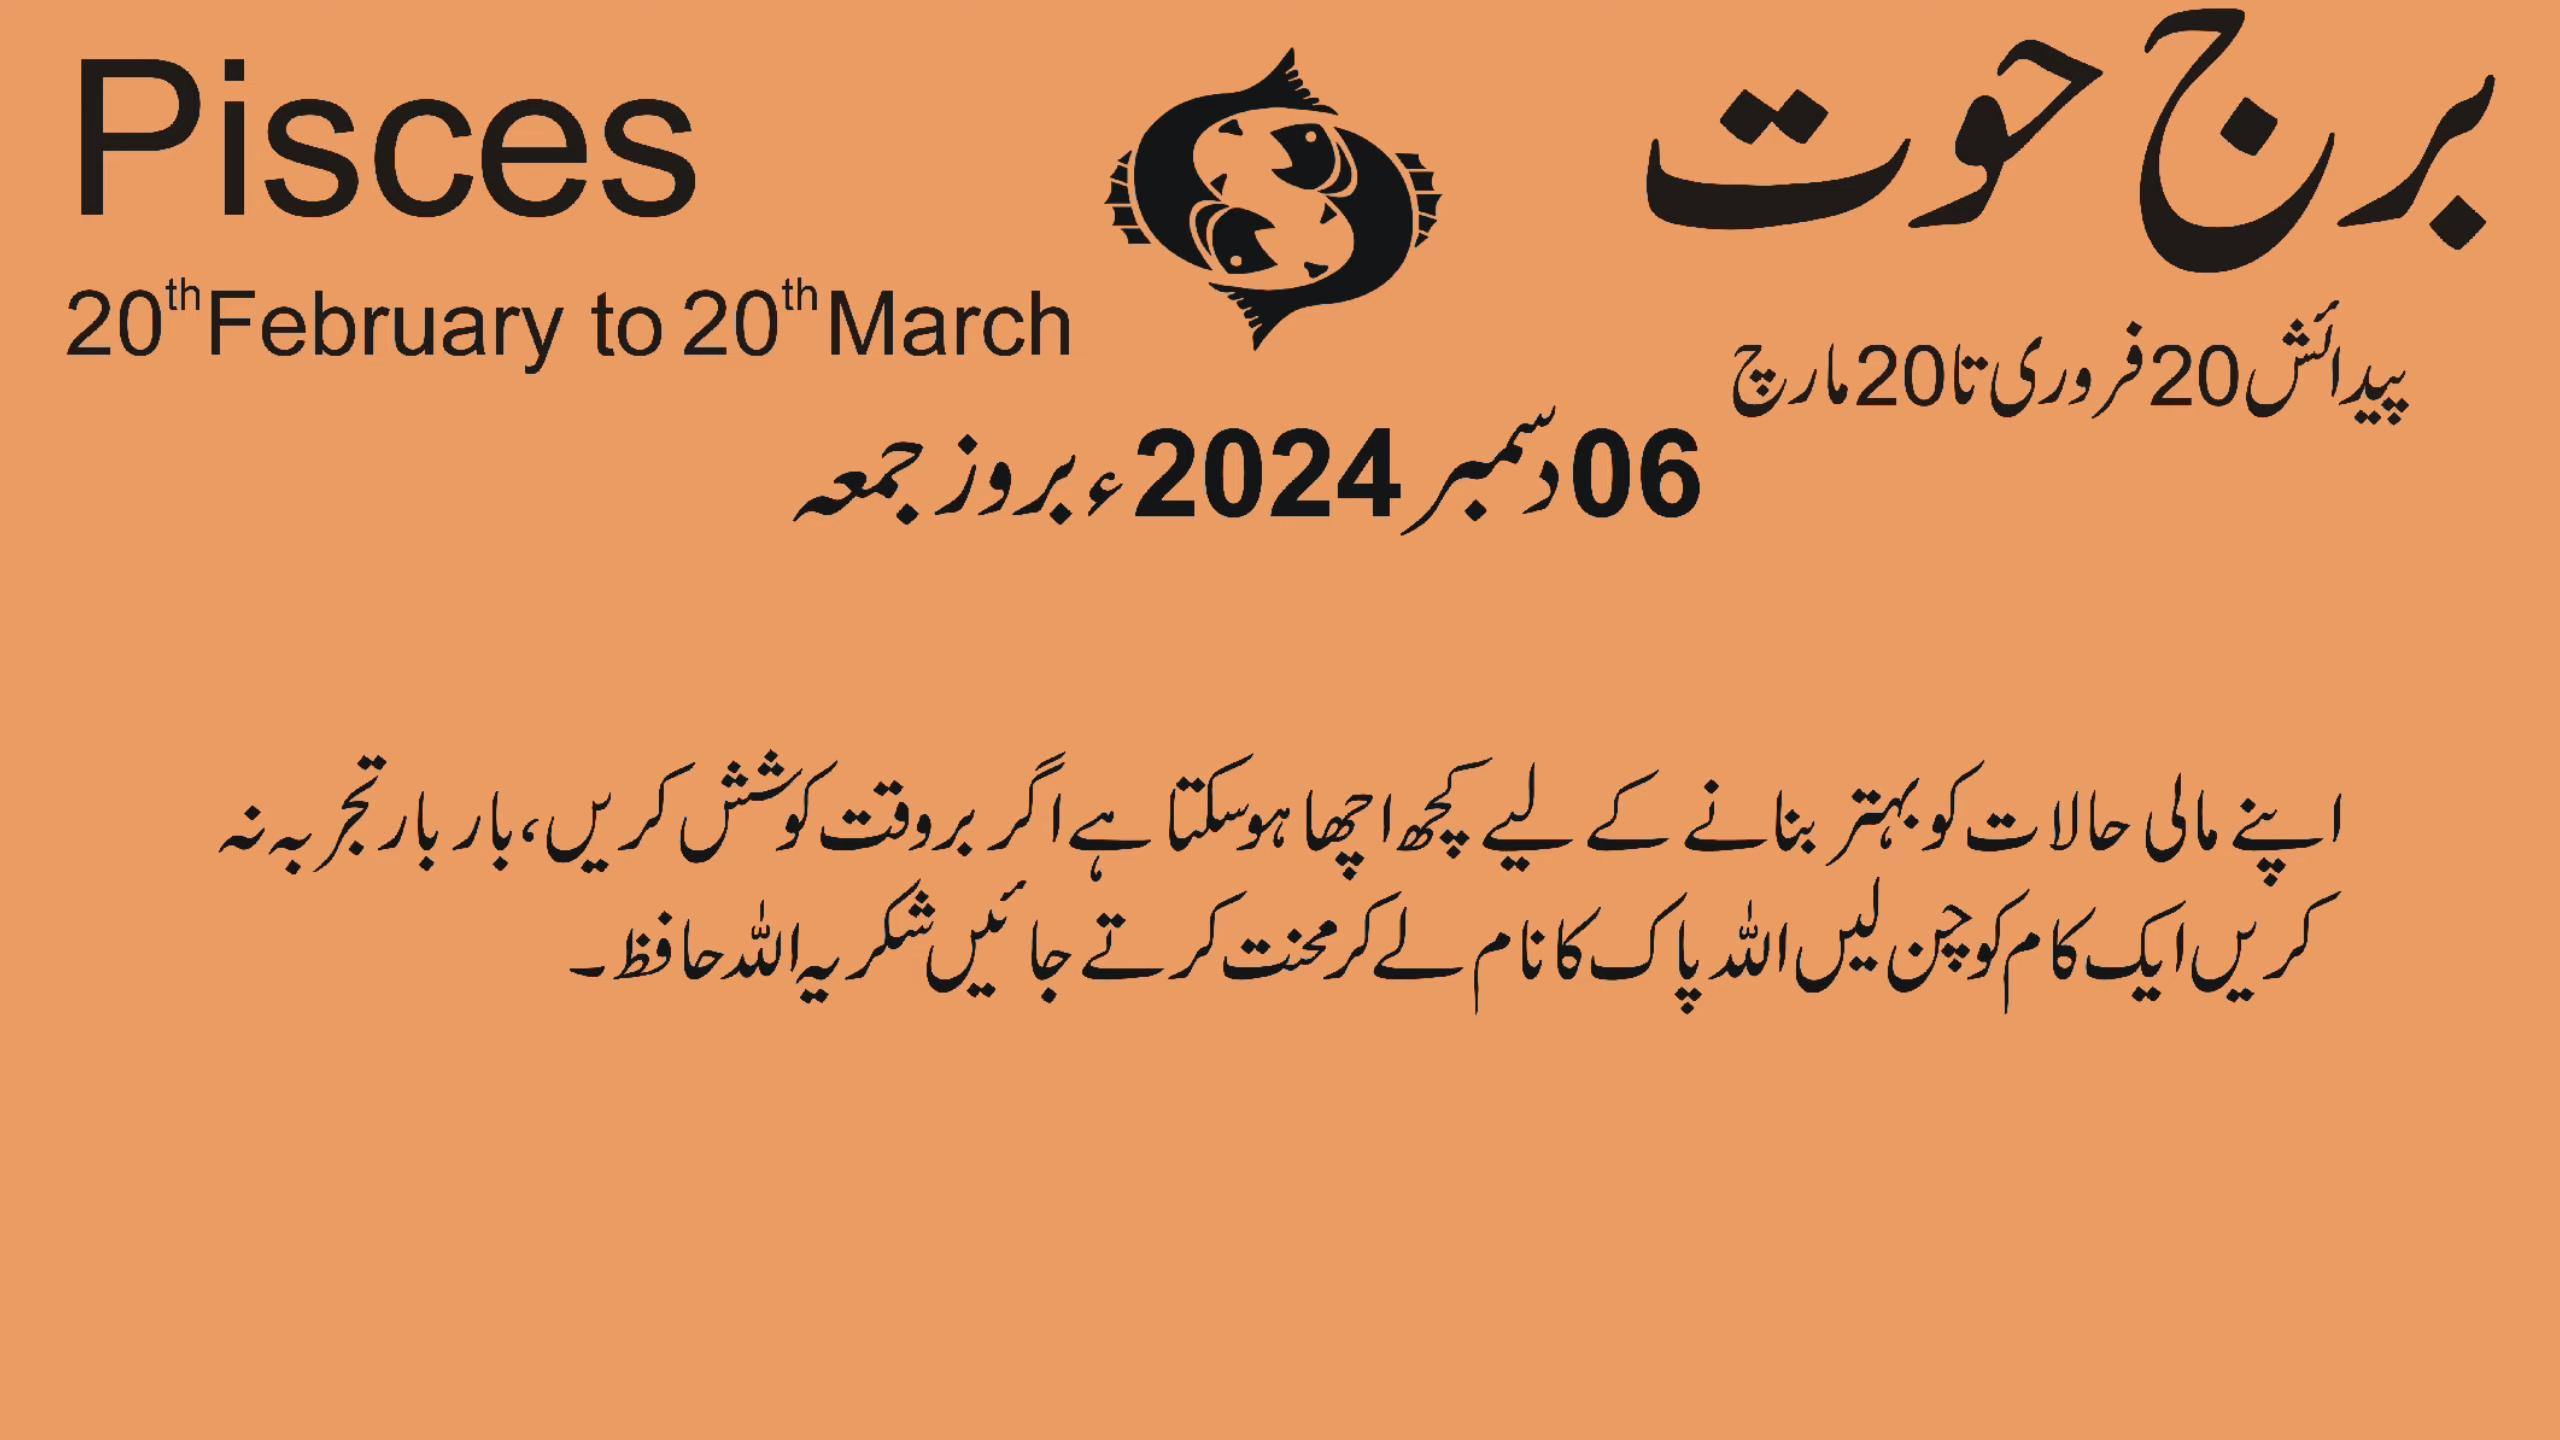 Pisces
برج حوت
20th February to 20th March
پیدائش 20 فروری تا 20 مارچ
06 دسمبر 2024ء بروز جمعہ
اپنے مالی حالات کو بہتر بنانے کے لیے کچھ اچھا ہو سکتا ہے اگر بروقت کوشش کریں، بار بار تجربہ نہ
کریں ایک کام کو چن لیں اللہ پاک کا نام لے کر محنت کرتے جائیں شکریہ اللہ حافظ۔